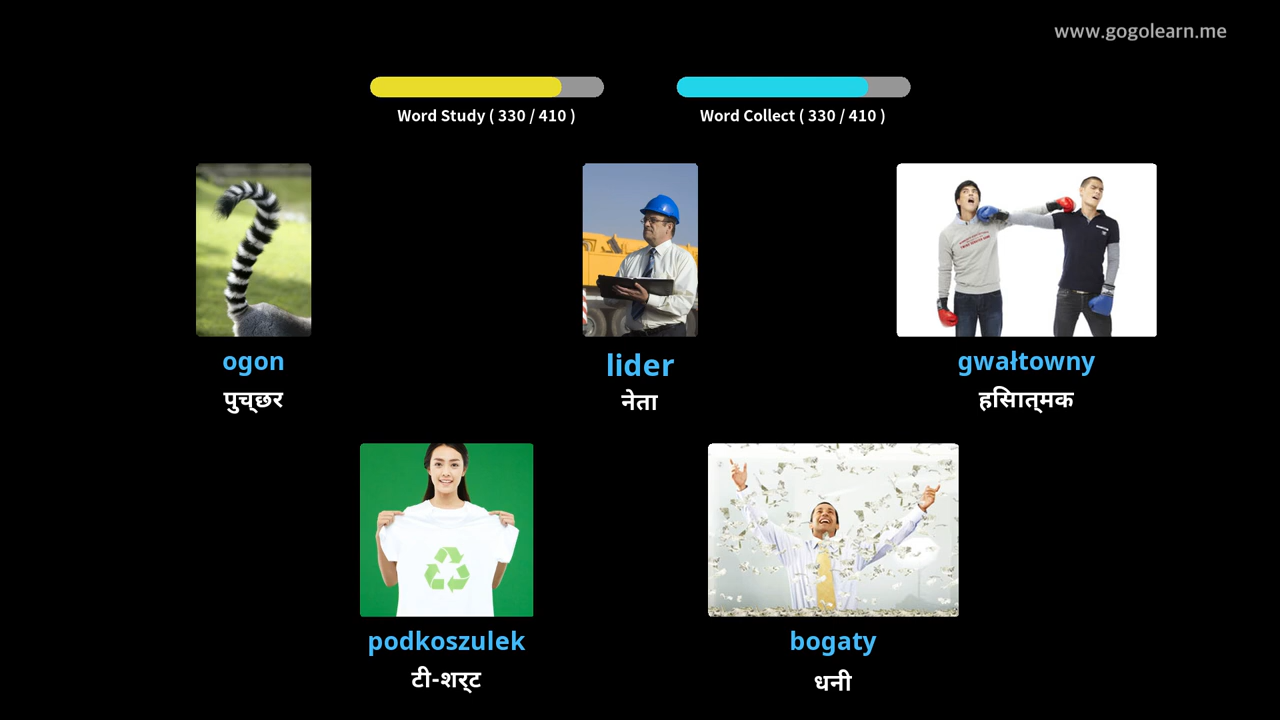 www.gogolearn.me
Word Study ( 330 / 410 )
Word Collect ( 330 / 410 )
ogon
पुच्छर
lider
नेता
gwałtowny
हिंसात्मक
podkoszulek
टी-शर्ट
bogaty
धनी